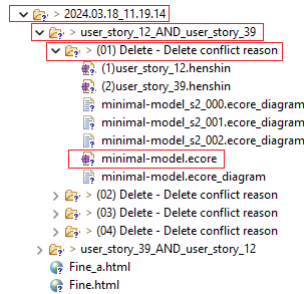 > 2024.03.18_11.19.14
> user_story_12_AND_user_story_39
> (01) Delete - Delete conflict reason
(1)user_story_12.henshin
(2)user_story_39.henshin
minimal-model_s2_000.ecore_diagram
minimal-model_s2_001.ecore_diagram
minimal-model_s2_002.ecore_diagram
minimal-model.ecore
minimal-model.ecore_diagram
> (02) Delete - Delete conflict reason
> (03) Delete - Delete conflict reason
> (04) Delete - Delete conflict reason
> user_story_39_AND_user_story_12
Fine_a.html
Fine.html